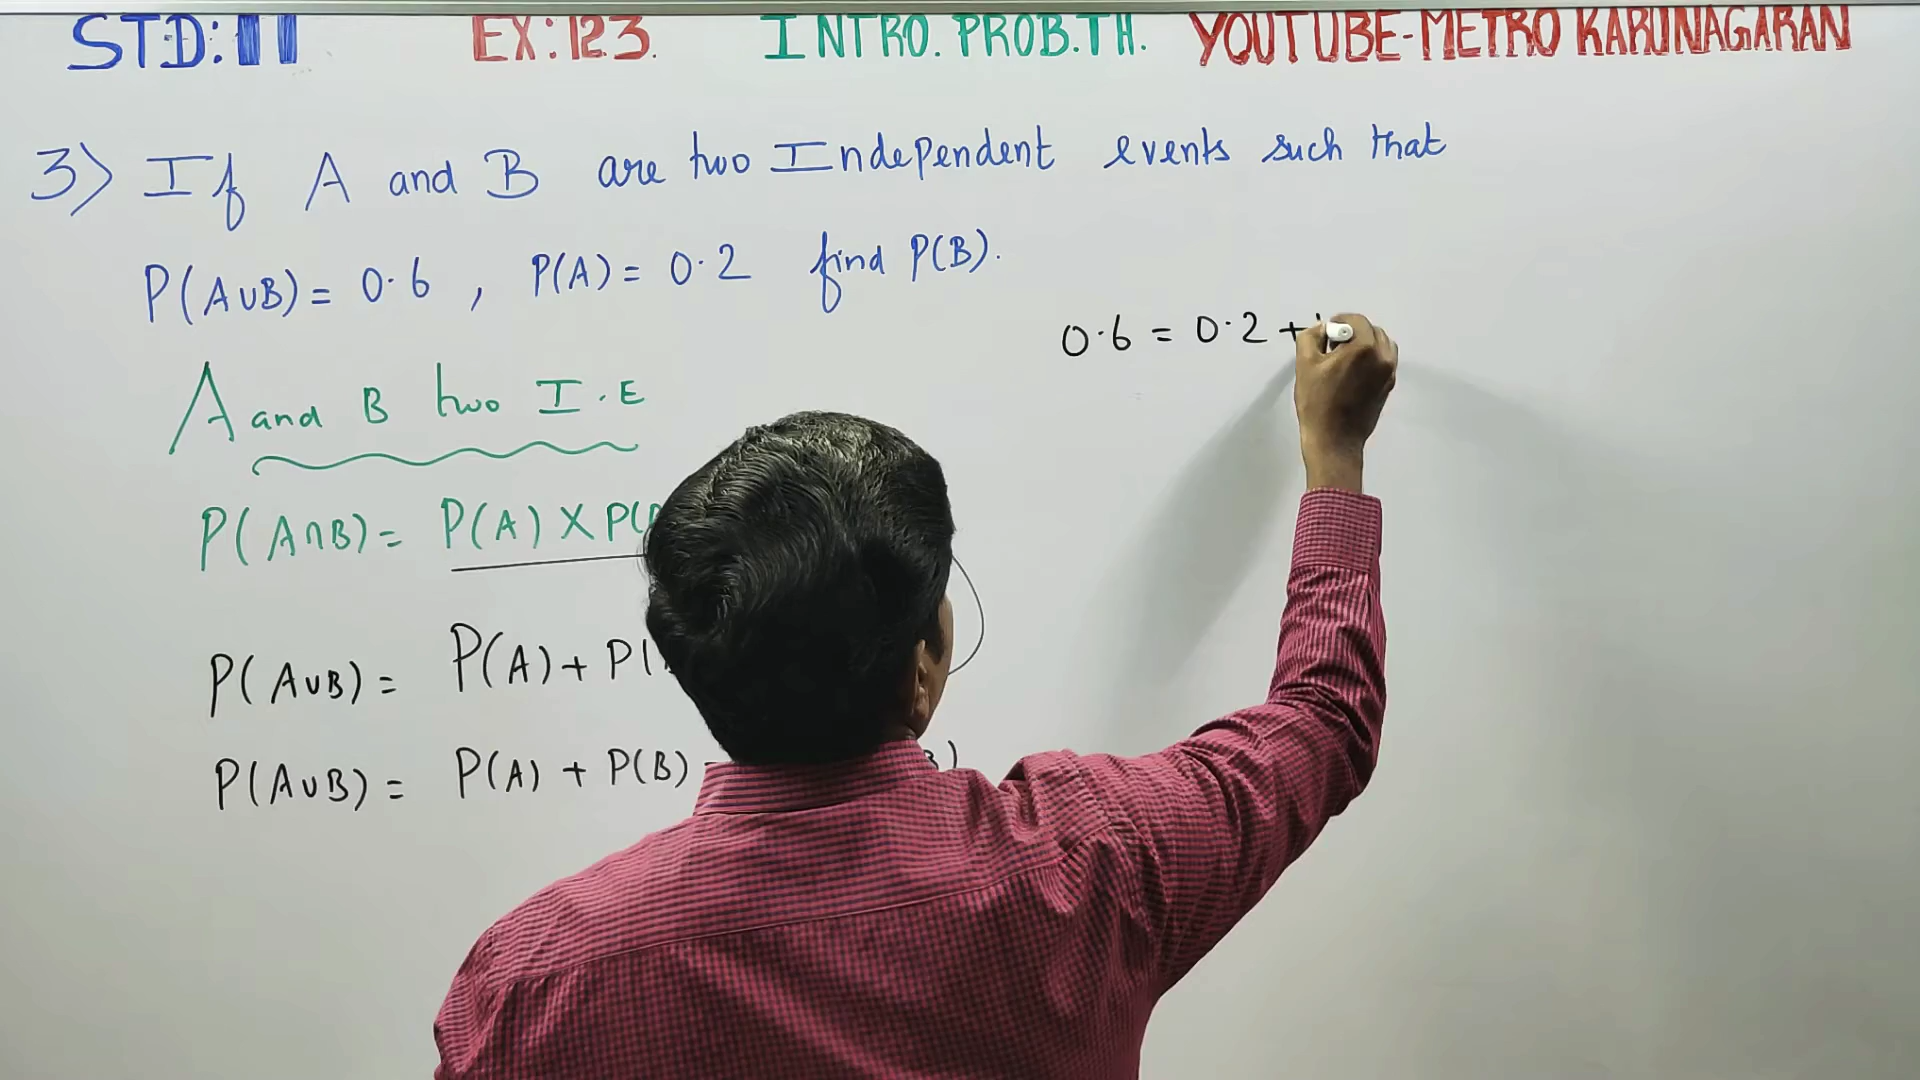 STD: 11 EX: 12.3. INTRO. PROB. TH. YOUTUBE-METRO KARUNAGARAN
3) If A and B are two Independent events such that
P(A∪B) = 0.6 , P(A) = 0.2 find P(B).
0.6 = 0.2 +
A and B two I.E
P(A∩B) = P(A) X P(
P(A∪B) = P(A) + P(
P(A∪B) = P(A) + P(B) - B)